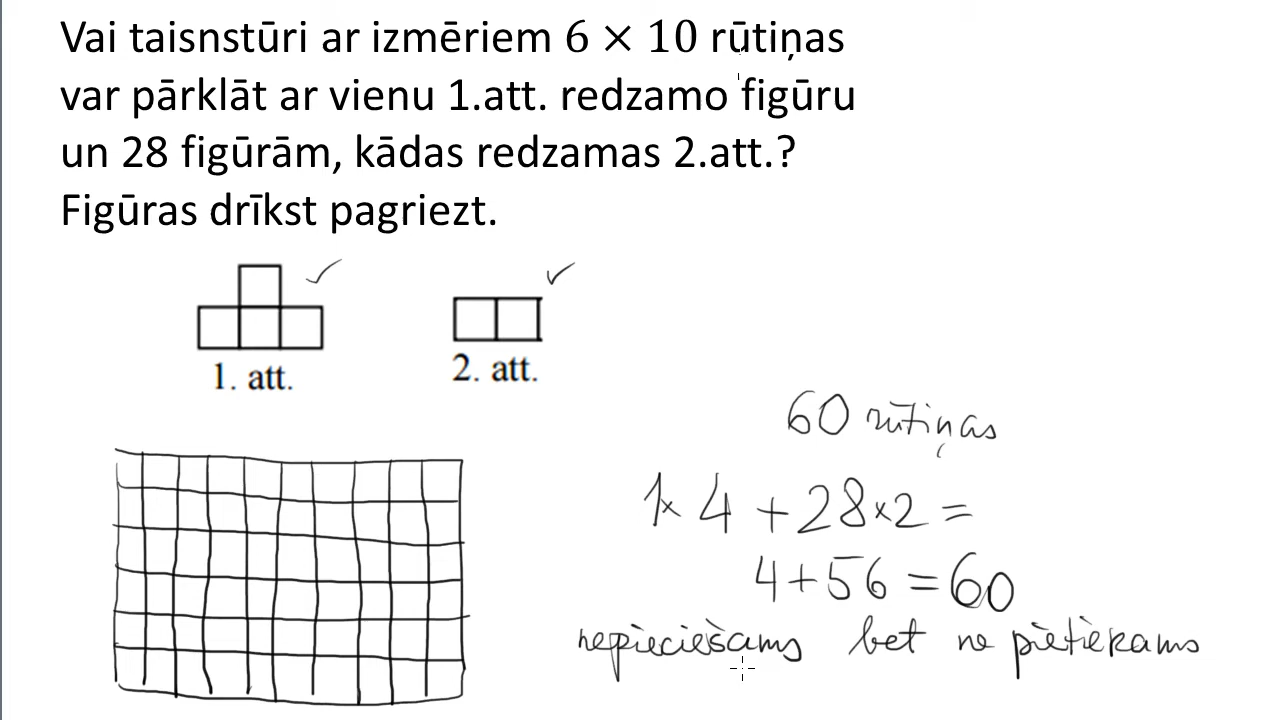 Vai taisnstūri ar izmēriem 6 × 10 rūtiņas
var pārklāt ar vienu 1.att. redzamo figūru
un 28 figūrām, kādas redzamas 2.att.?
Figūras drīkst pagriezt.
1. att.
2. att.
60 rūtiņas
1× 4 + 28×2 =
4+56 = 60
nepieciešams bet ne pietiekams